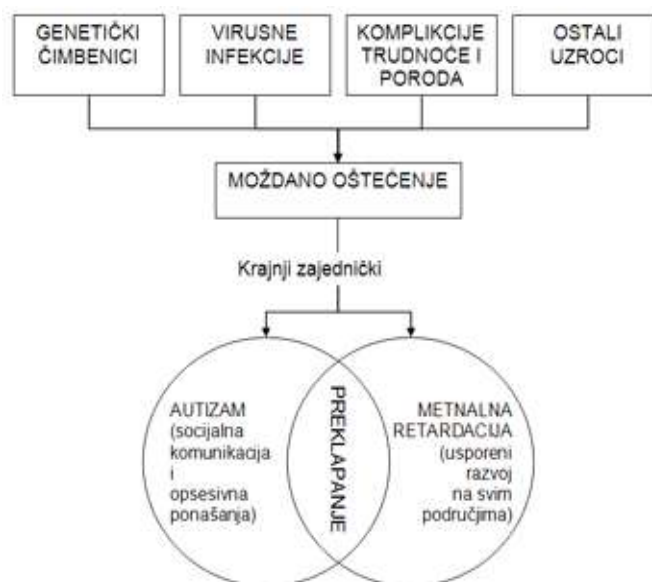 GENETIČKI
ČIMBENICI
VIRUSNE
INFEKCIJE
KOMPLIKCIJE
TRUDNOĆE I
PORODA
OSTALI
UZROCI
MOŽDANO OŠTEĆENJE
Krajnji zajednički
AUTIZAM
(socijalna
komunikacija
i
opsesivna
ponašanja)
PREKLAPANJE
METNALNA
RETARDACIJA
(usporeni
razvoj
na svim
područjima)